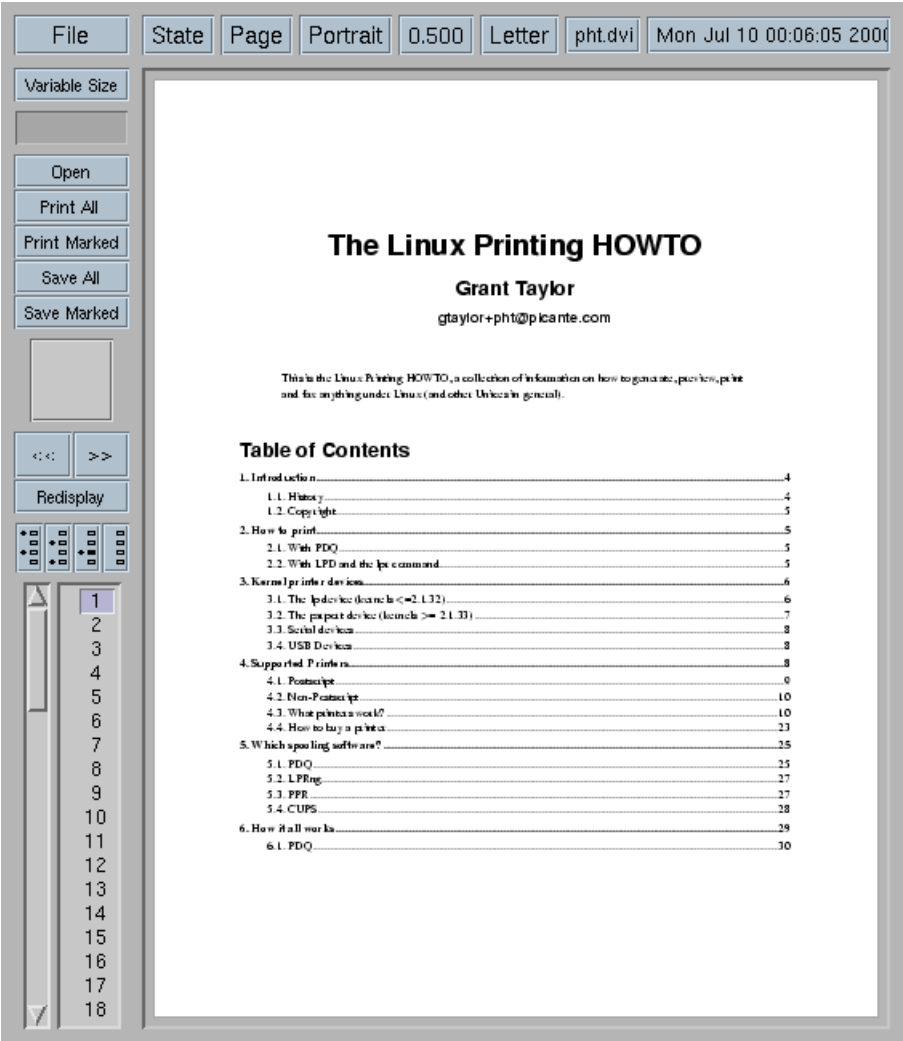 File State Page Portrait 0.500 Letter pht.dvi Mon Jul 10 00:06:05 200
Variable Size
Open
Print All
Print Marked
Save All
Save Marked
<< >>
Redisplay
1
2
3
4
5
6
7
8
9
10
11
12
13
14
15
16
17
18
The Linux Printing HOWTO
Grant Taylor
gtaylor+pht@picante.com
This is the Linux Printing HOWTO, a collection of information on how to generate, preview, print
and fax anything under Linux (and other Unices in general).
Table of Contents
1. Introduction 4
1.1. History 4
1.2. Copyright 5
2. How to print 5
2.1. With PDQ 5
2.2. With LPD and the lpr command 5
3. Kernel printer devices 6
3.1. The lp device (kernels <=2.1.32) 6
3.2. The parport device (kernels >= 2.1.33) 7
3.3. Serial devices 8
3.4. USB Devices 8
4. Supported Printers 8
4.1. Postscript 9
4.2. Non-Postscript 10
4.3. What printers work? 10
4.4. How to buy a printer 23
5. Which spooling software? 25
5.1. PDQ 25
5.2. LPRng 27
5.3. PPR 27
5.4. CUPS 28
6. How it all works 29
6.1. PDQ 30